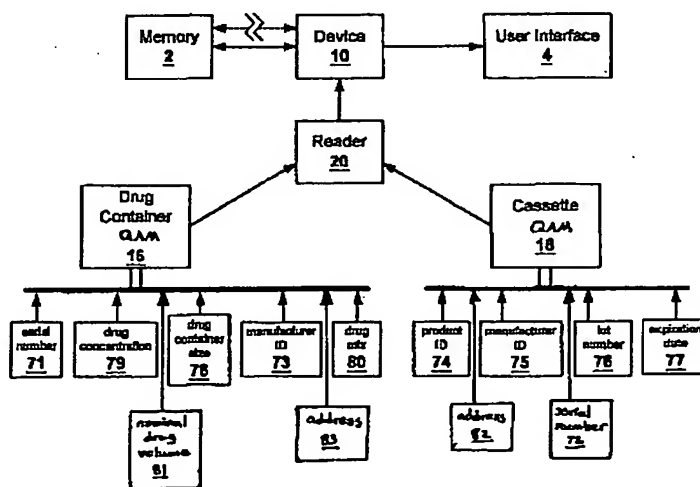 Memory
2
Device
10
User Interface
4
Reader
20
Drug
Container
QAM
16
Cassette
QAM
18
serial
number
71
drug
concentration
79
drug
container
size
78
manufacturer
ID
73
drug
mfr
80
product
ID
74
manufacturer
ID
75
lot
number
76
expiration
date
77
nominal
drug
volume
81
address
83
address
82
serial
number
72